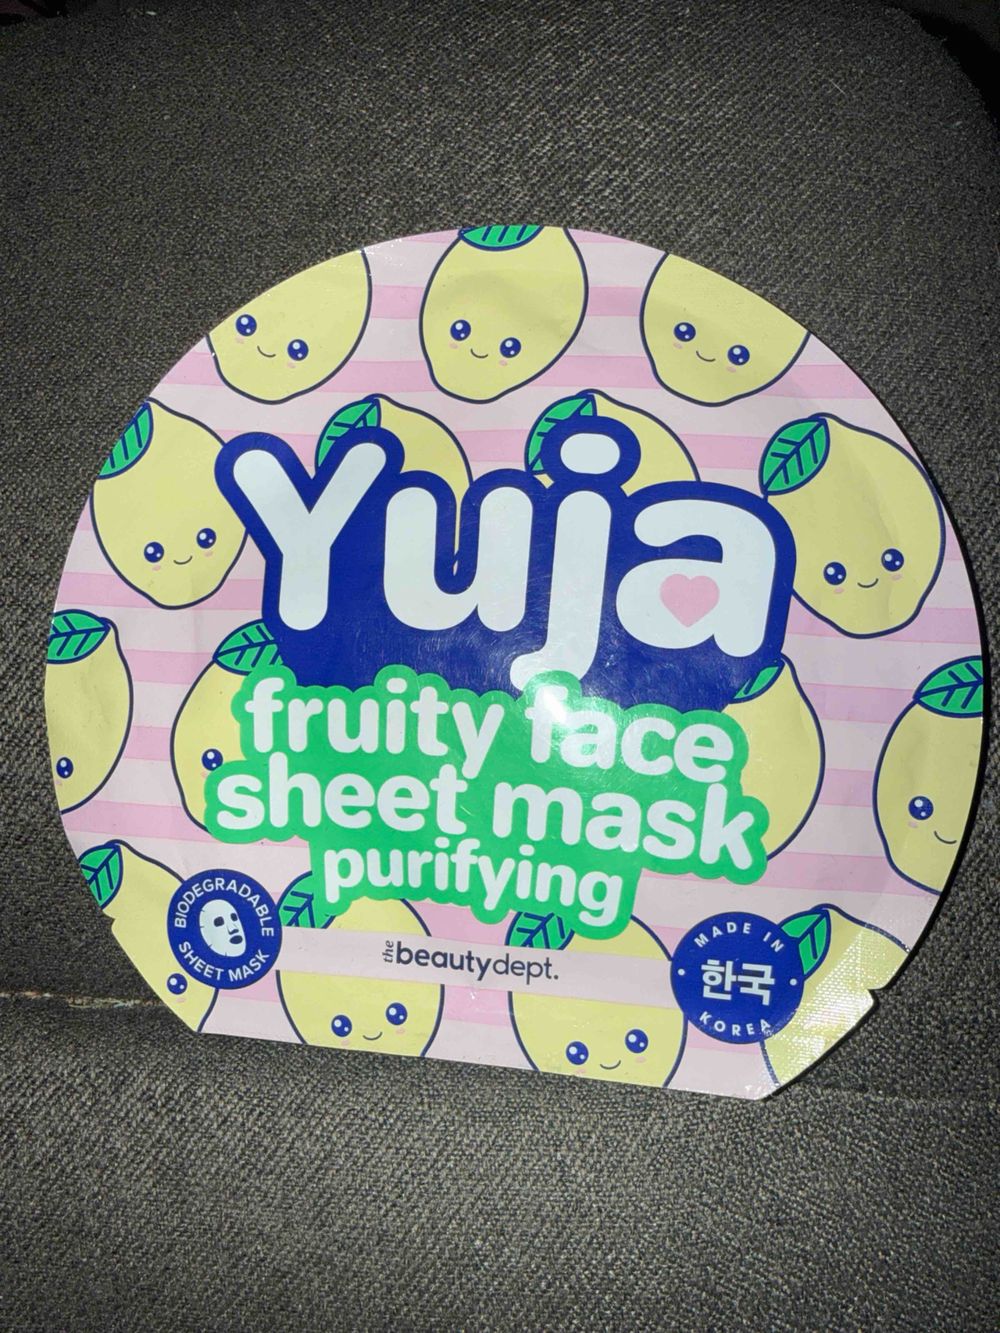 Yuja
fruity face
sheet mask
purifying
BIODEGRADABLE
SHEET MASK
the beautydept.
MADE IN
한국
KOREA